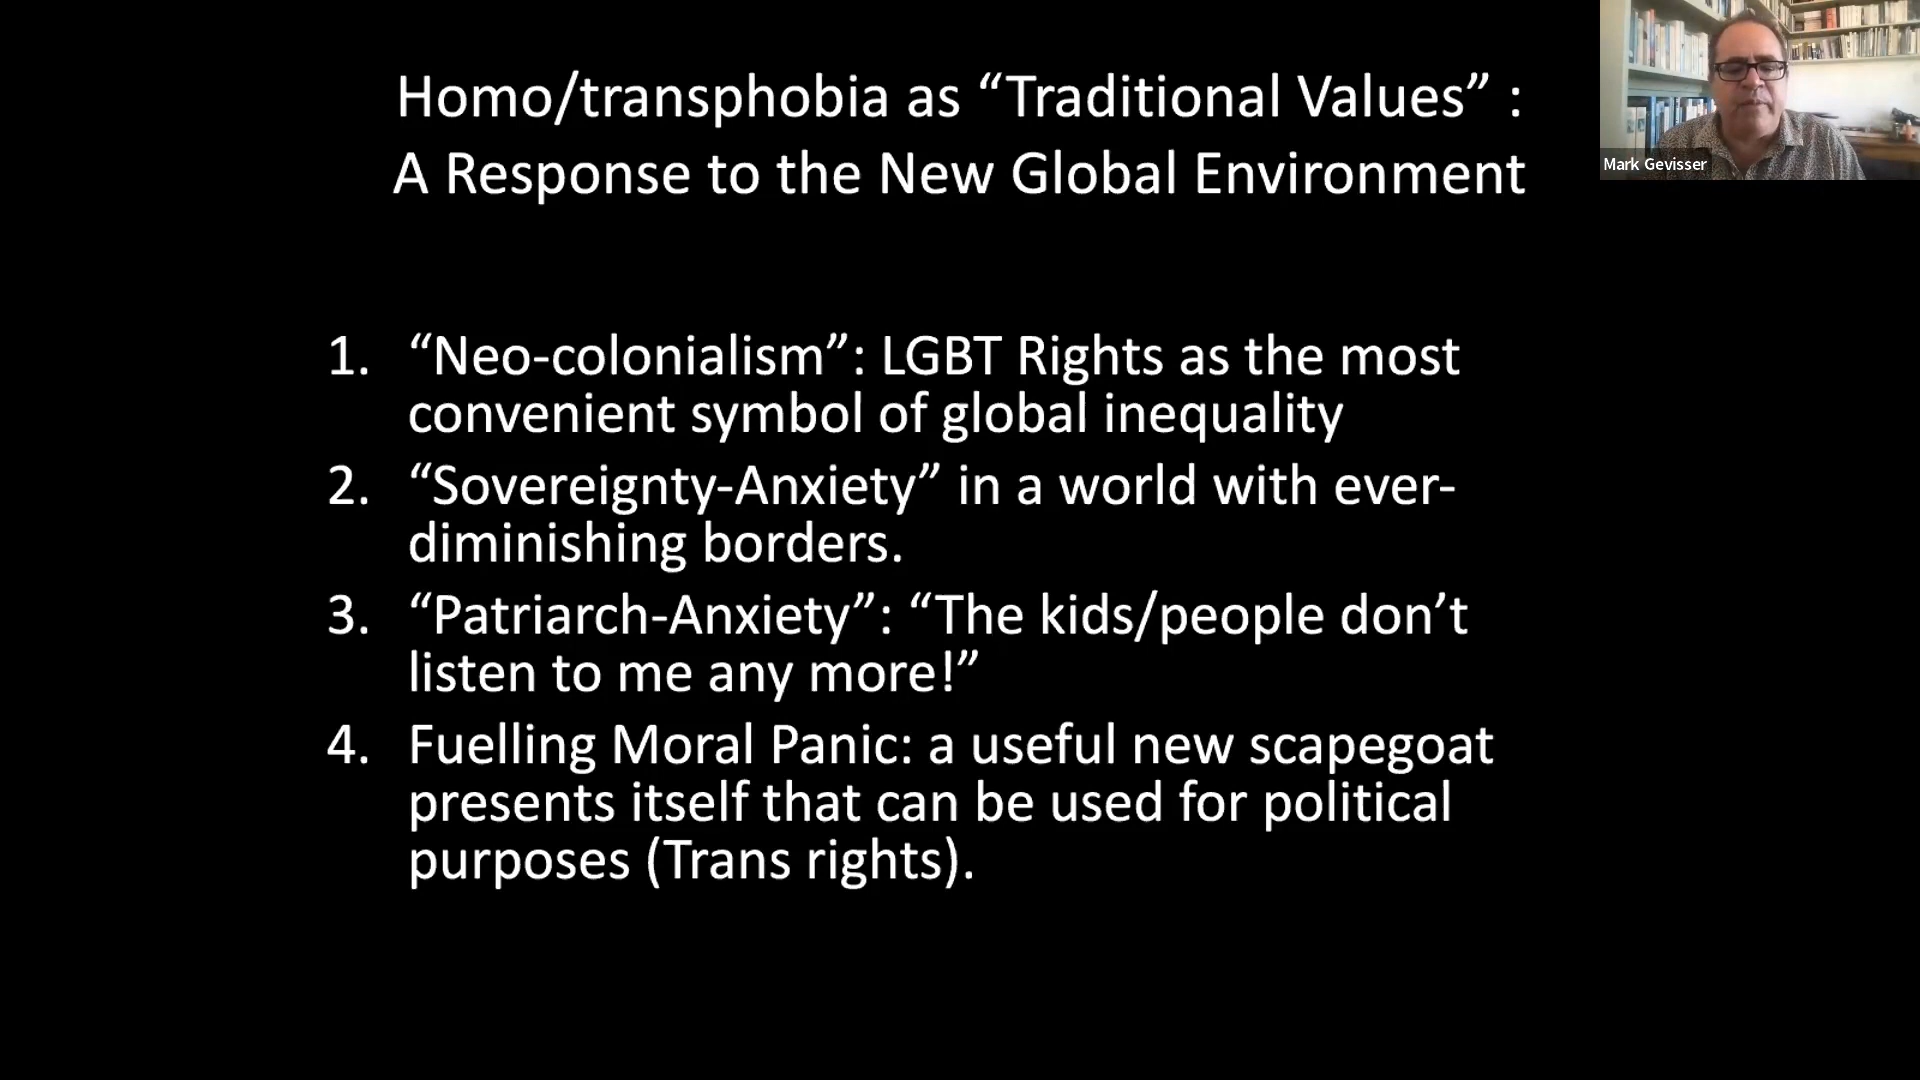 Homo/transphobia as “Traditional Values” :
A Response to the New Global Environment
Mark Gevisser
1. “Neo-colonialism”: LGBT Rights as the most
convenient symbol of global inequality
2. “Sovereignty-Anxiety” in a world with ever-
diminishing borders.
3. “Patriarch-Anxiety”: “The kids/people don’t
listen to me any more!”
4. Fuelling Moral Panic: a useful new scapegoat
presents itself that can be used for political
purposes (Trans rights).